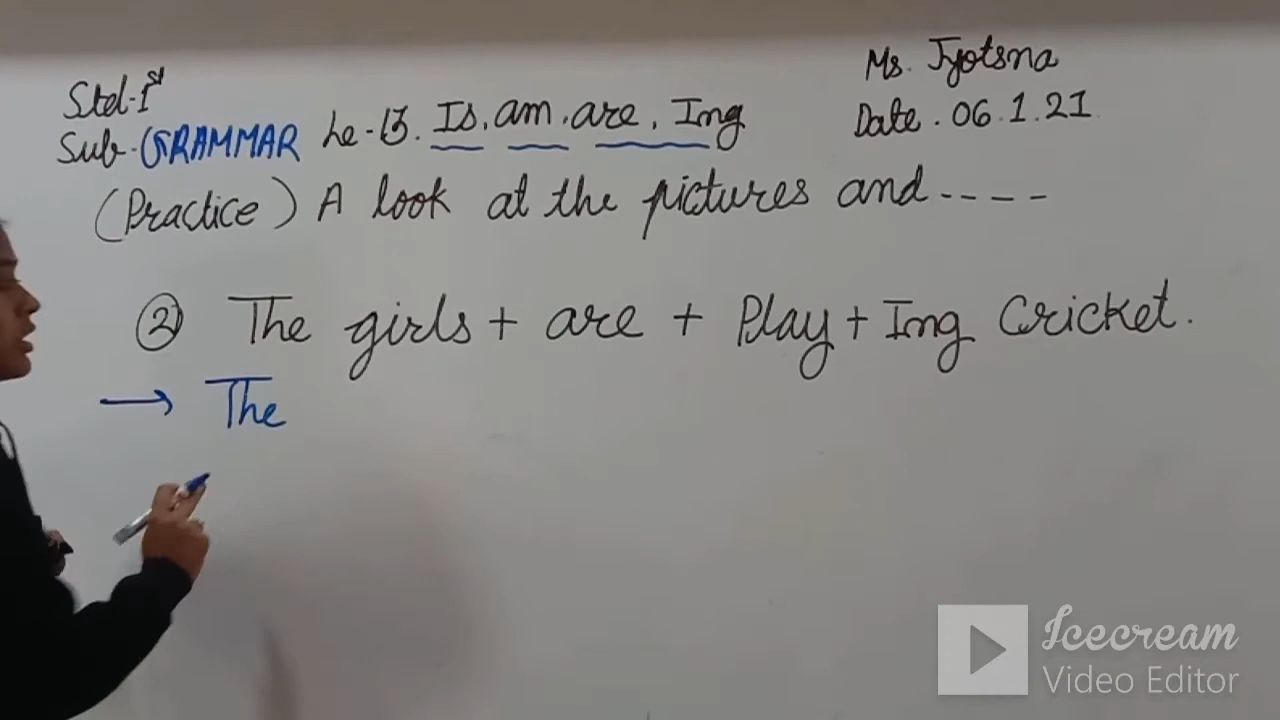 Std-1st
Ms. Jyotsna
Sub-GRAMMAR Le-13. Is, am, are, Ing
Date. 06.1.21
(Practice) A look at the pictures and----
② The girls + are + Play + Ing Cricket.
→ The
Icecream
Video Editor